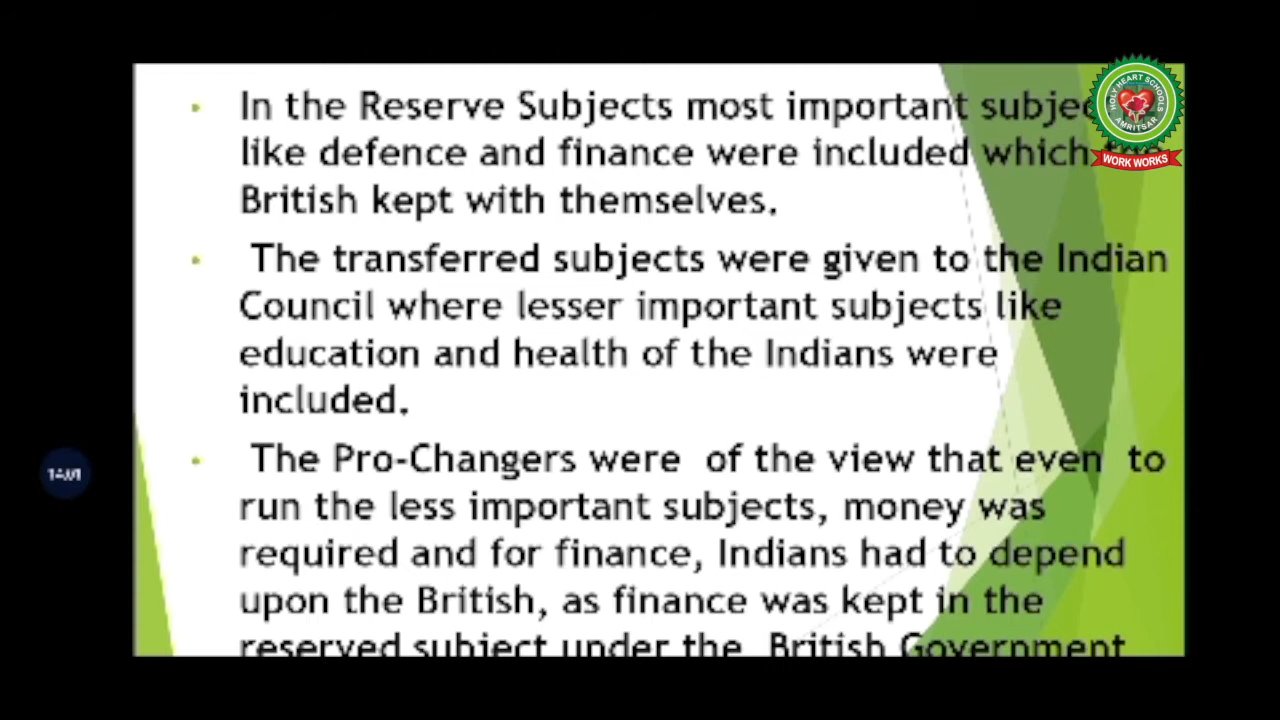 In the Reserve Subjects most important
like defence and finance were included which
British kept with themselves.
The transferred subjects were given to the Indian
Council where lesser important subjects like
education and health of the Indians were
included.
The Pro-Changers were of the view that even to
run the less important subjects, money was
required and for finance, Indians had to depend
upon the British, as finance was kept in the
reserved subject under the British Government
HOLY HEART SCHOOLS
AMRITSAR
WORK WORKS
14:01